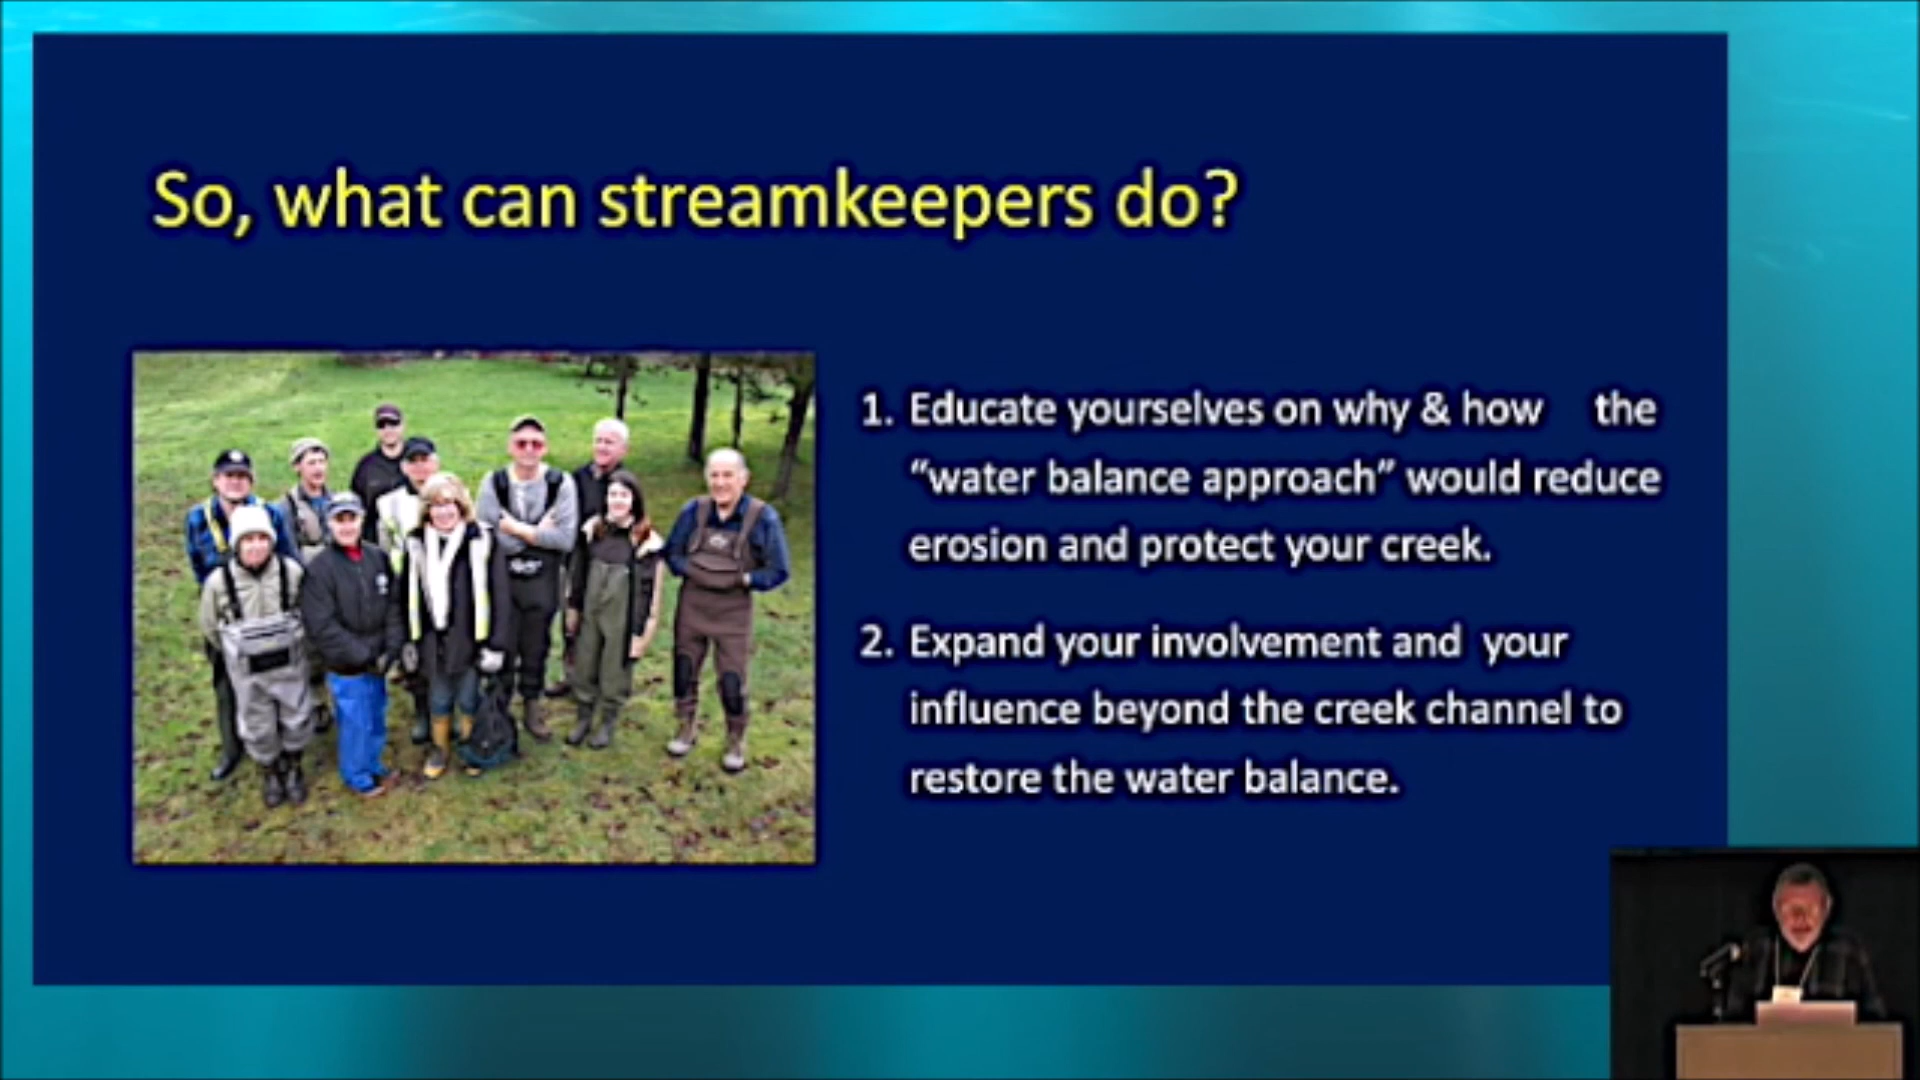 So, what can streamkeepers do?
1. Educate yourselves on why & how the
“water balance approach” would reduce
erosion and protect your creek.
2. Expand your involvement and your
influence beyond the creek channel to
restore the water balance.